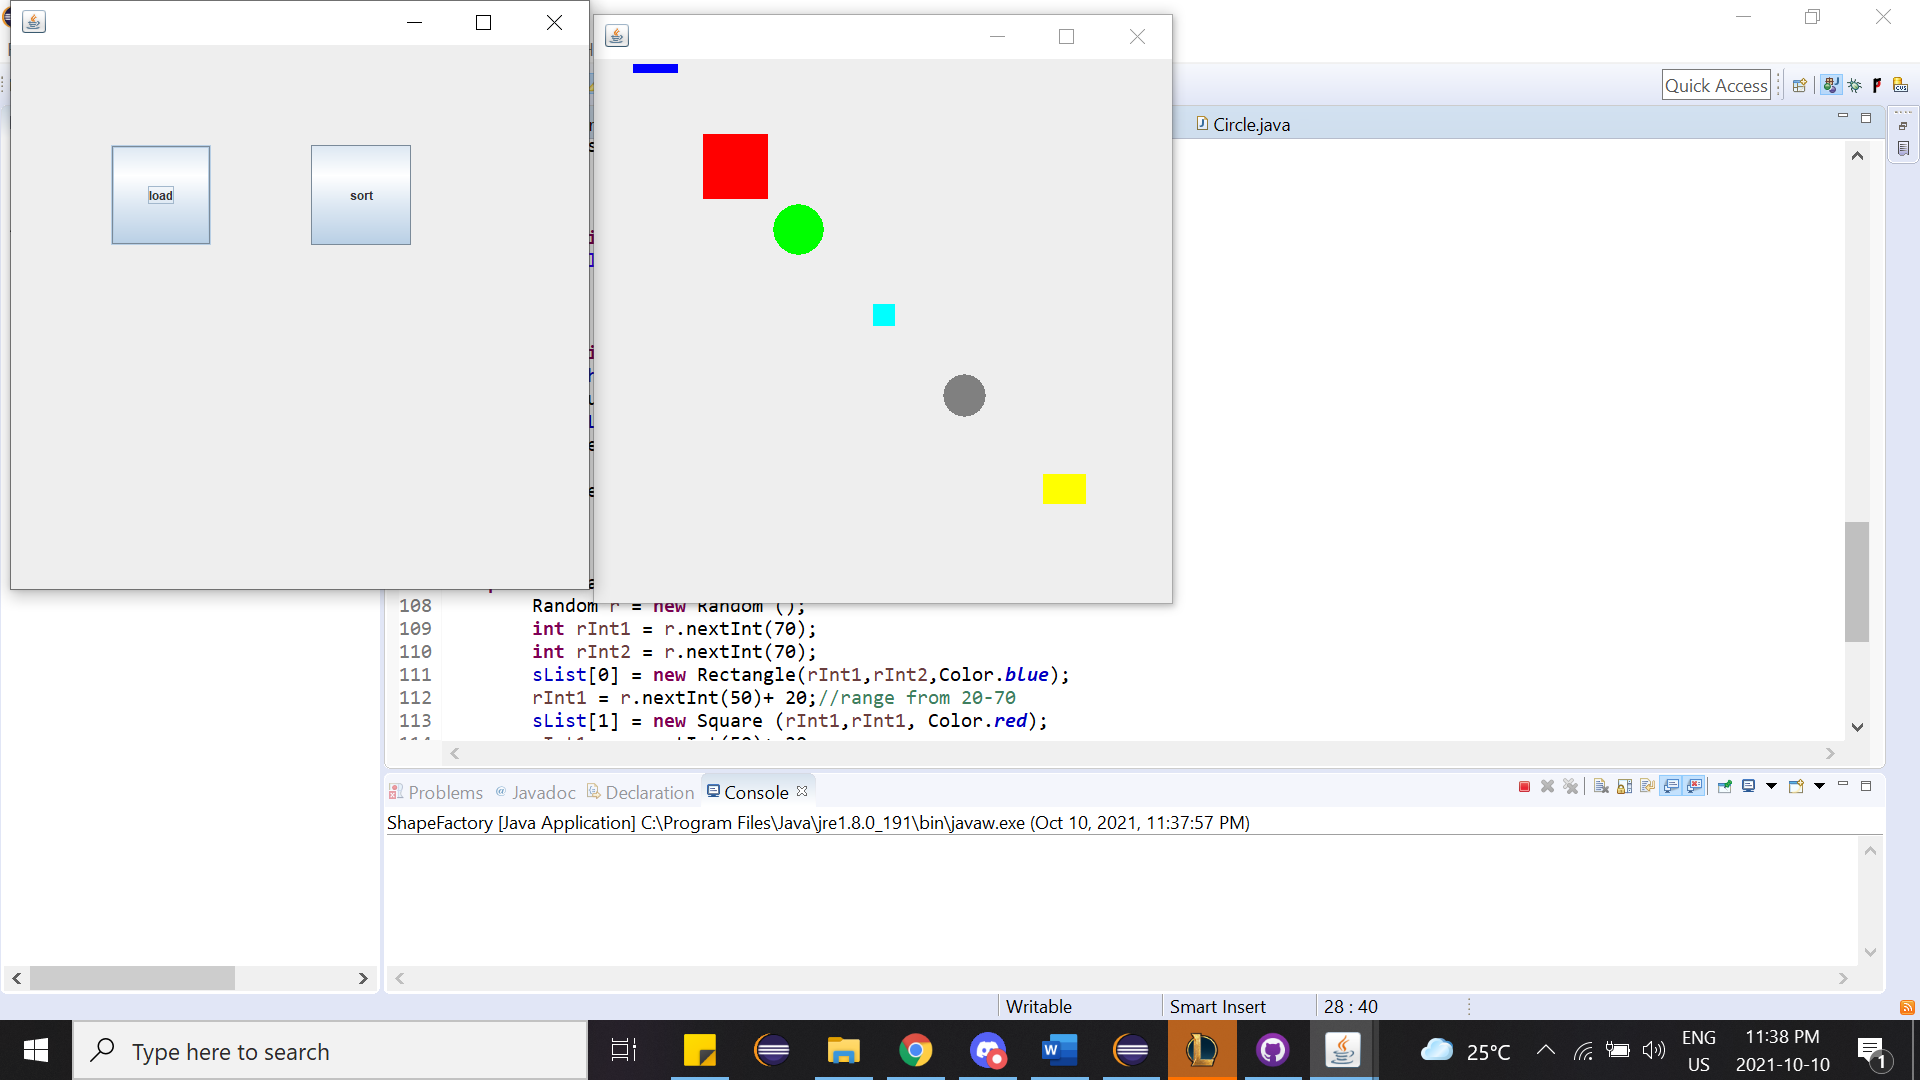 load
sort
Quick Access
Circle.java
108 Random r = new Random ();
109 int rInt1 = r.nextInt(70);
110 int rInt2 = r.nextInt(70);
111 sList[0] = new Rectangle(rInt1,rInt2,Color.blue);
112 rInt1 = r.nextInt(50)+ 20;//range from 20-70
113 sList[1] = new Square (rInt1,rInt1, Color.red);
Problems @ Javadoc Declaration Console
ShapeFactory [Java Application] C:\Program Files\Java\jre1.8.0_191\bin\javaw.exe (Oct 10, 2021, 11:37:57 PM)
Writable Smart Insert 28 : 40
Type here to search
25°C
ENG
US
11:38 PM
2021-10-10
1